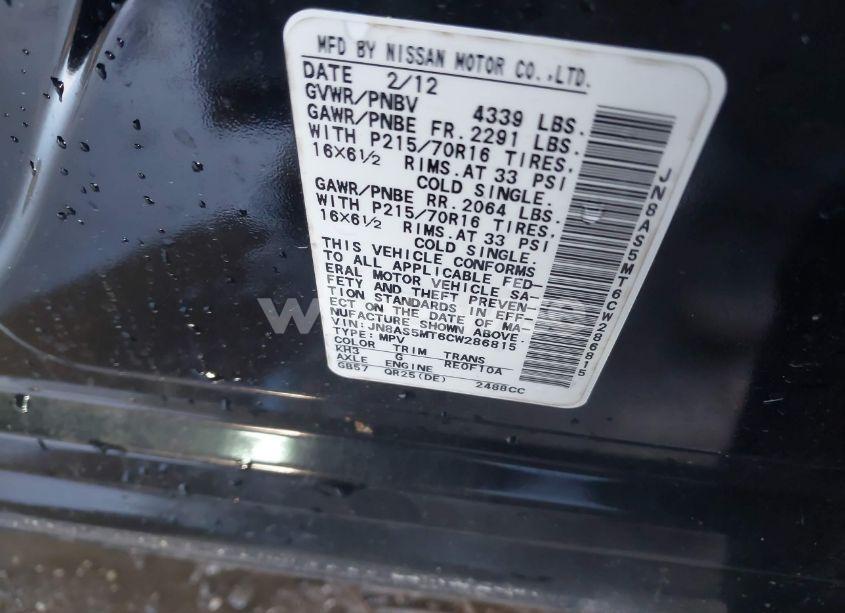 MFD BY NISSAN MOTOR CO.,LTD.
DATE 2/12
GVWR/PNBV 4339 LBS.
GAWR/PNBE FR.2291 LBS.
WITH P215/70R16 TIRES.
16X6½ RIMS.AT 33 PSI
COLD SINGLE.
GAWR/PNBE RR.2064 LBS.
WITH P215/70R16 TIRES.
16X6½ RIMS.AT 33 PSI
COLD SINGLE.
THIS VEHICLE CONFORMS
TO ALL APPLICABLE FED-
ERAL MOTOR VEHICLE SA-
FETY AND THEFT PREVEN-
TION STANDARDS IN EFF-
ECT ON THE DATE OF MA-
NUFACTURE SHOWN ABOVE.
VIN:JN8AS5MT6CW286815
TYPE: MPV
COLOR TRIM TRANS
KH3 G RE0F10A
AXLE ENGINE
GB57 QR25(DE) 2488CC
JN8AS5MT6CW286815